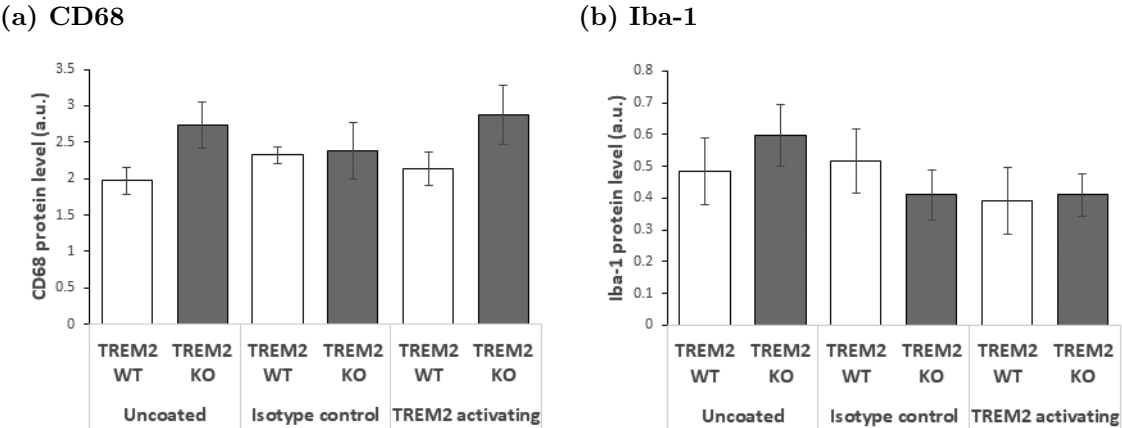 (a) CD68
(b) Iba-1
CD68 protein level (a.u.)
3.5
3
2.5
2
1.5
1
0.5
0
TREM2 WT
TREM2 KO
TREM2 WT
TREM2 KO
TREM2 WT
TREM2 KO
Uncoated
Isotype control
TREM2 activating
Iba-1 protein level (a.u.)
0.8
0.7
0.6
0.5
0.4
0.3
0.2
0.1
0
TREM2 WT
TREM2 KO
TREM2 WT
TREM2 KO
TREM2 WT
TREM2 KO
Uncoated
Isotype control
TREM2 activating